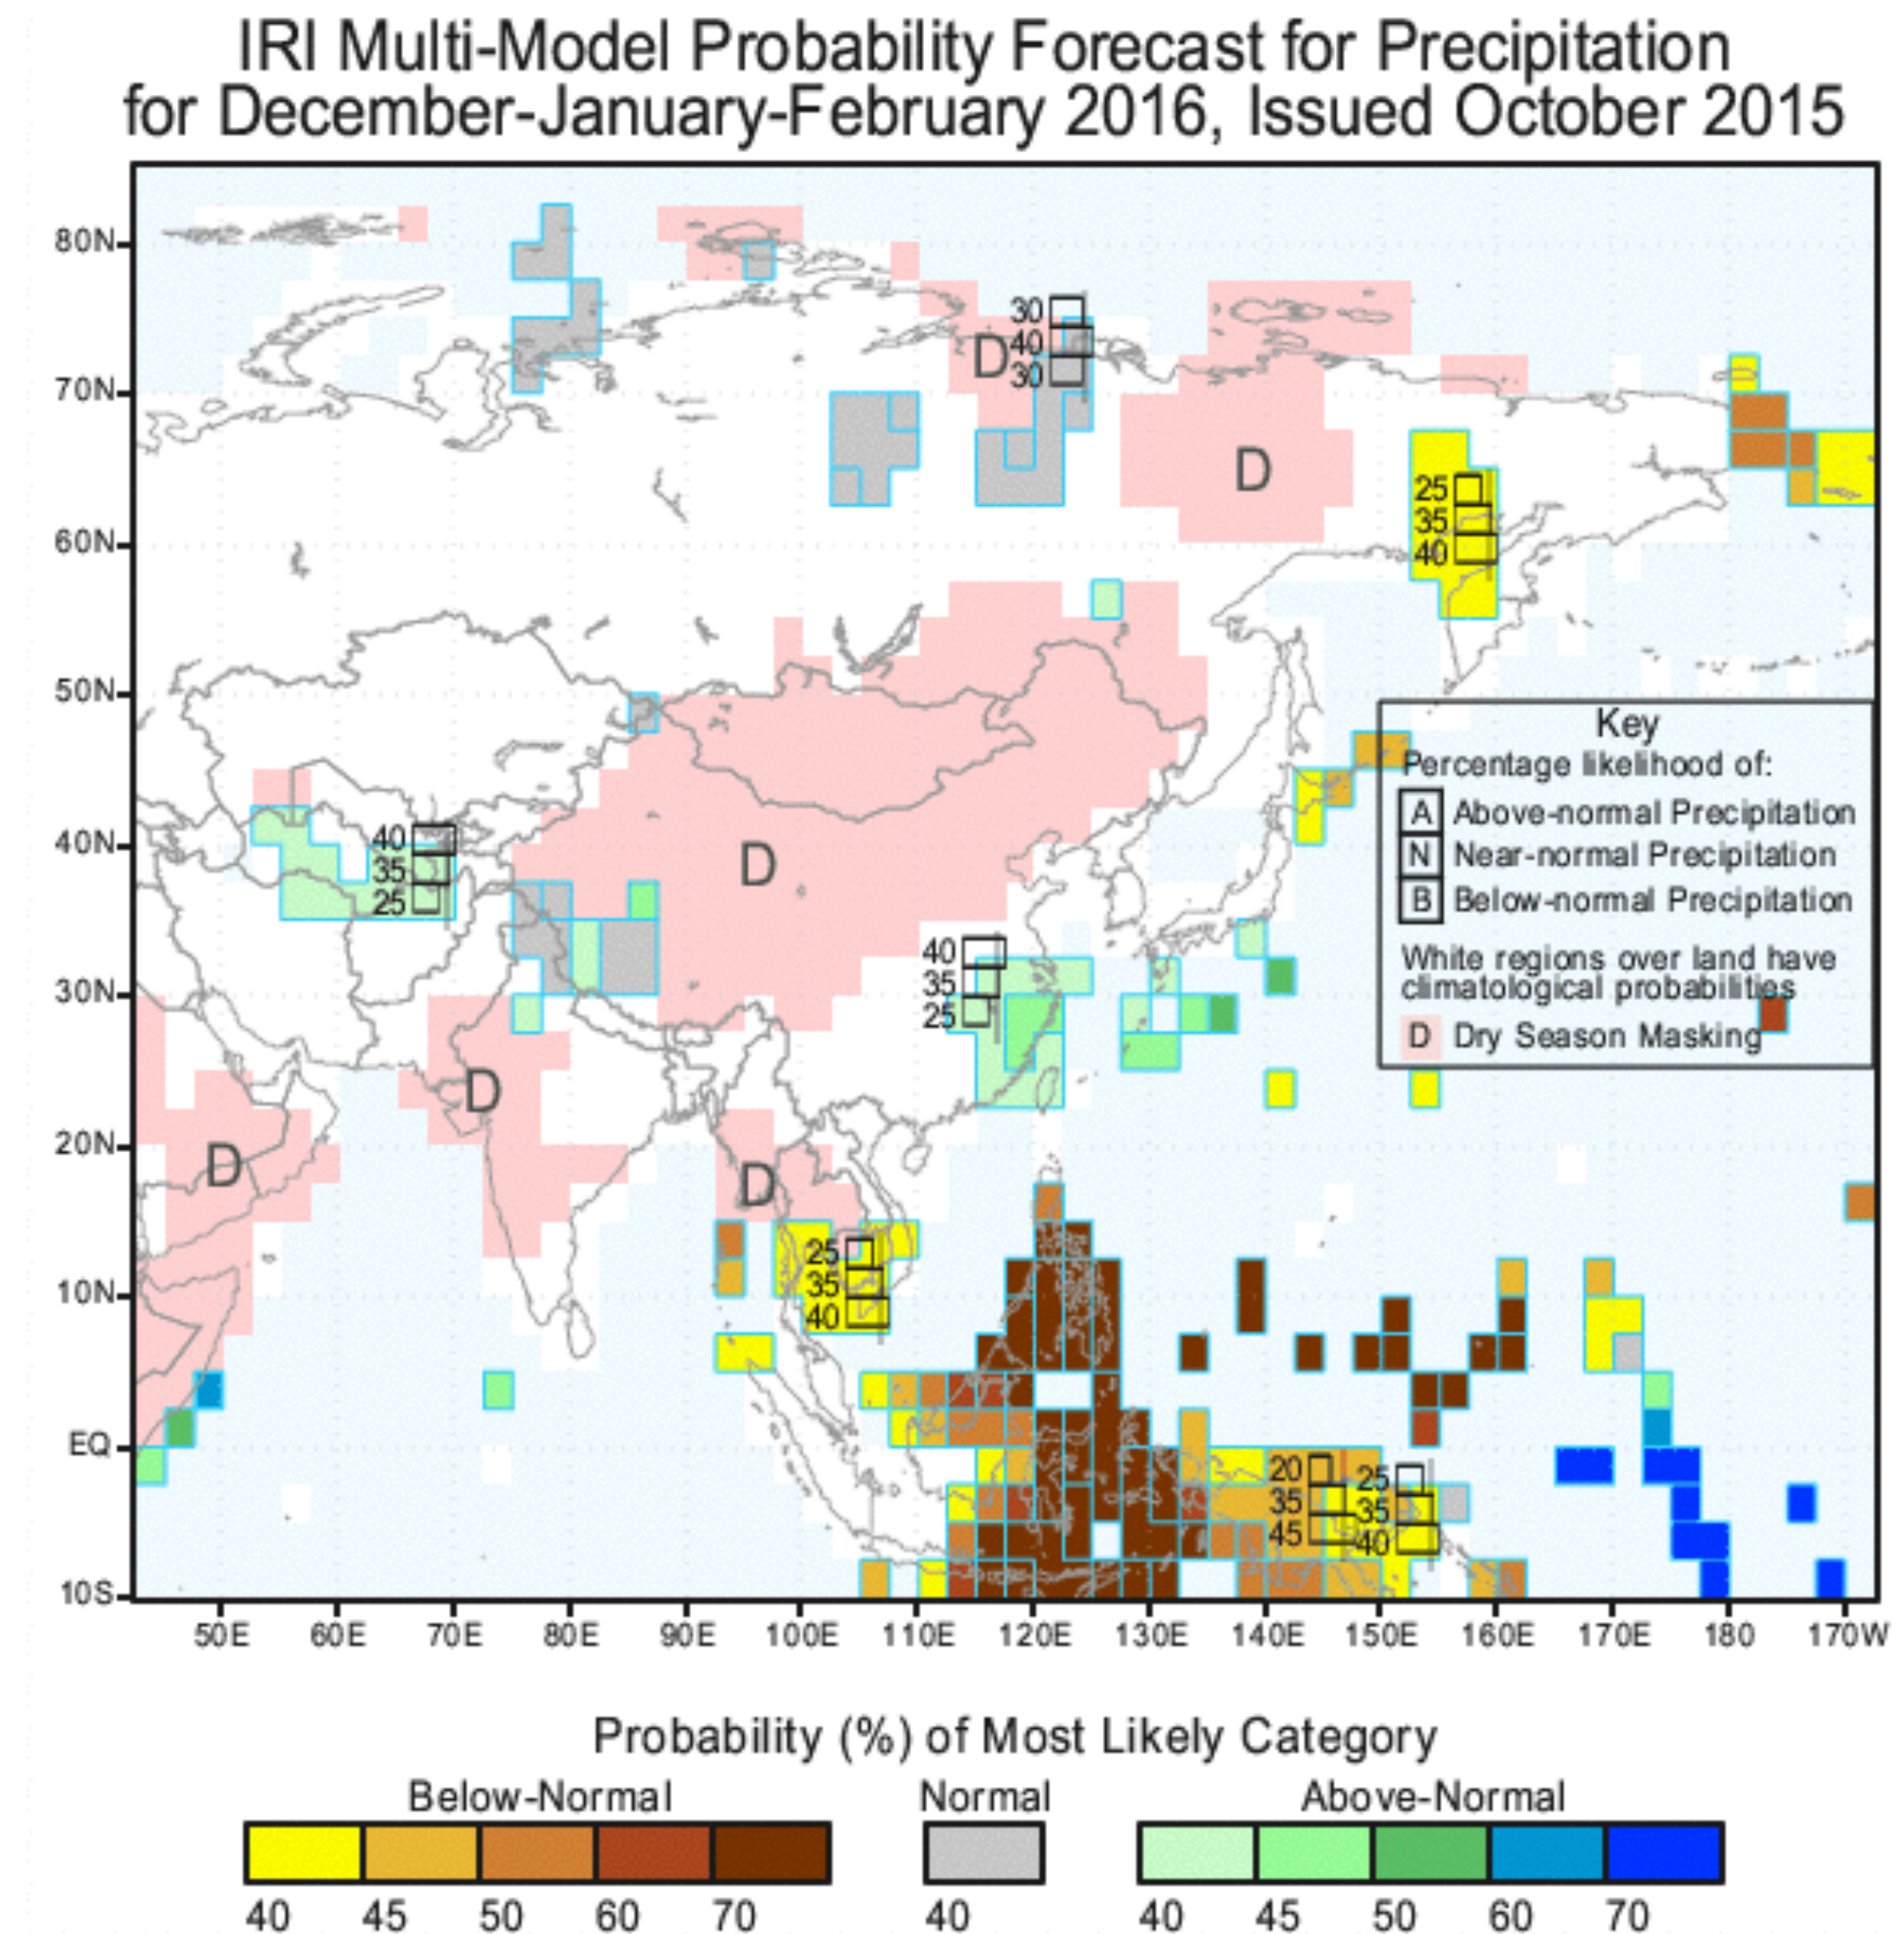 IRI Multi-Model Probability Forecast for Precipitation
for December-January-February 2016, Issued October 2015
80N
70N
60N
50N
40N
30N
20N
10N
EQ
10S
30
40
30
D
D
25
35
40
40
35
25
D
40
35
25
D
D
D
25
35
40
20
35
45
25
35
40
Key
Percentage likelihood of:
A Above-normal Precipitation
N Near-normal Precipitation
B Below-normal Precipitation
White regions over land have
climatological probabilities
D Dry Season Masking
50E 60E 70E 80E 90E 100E 110E 120E 130E 140E 150E 160E 170E 180 170W
Probability (%) of Most Likely Category
Below-Normal Normal Above-Normal
40 45 50 60 70 40 40 45 50 60 70